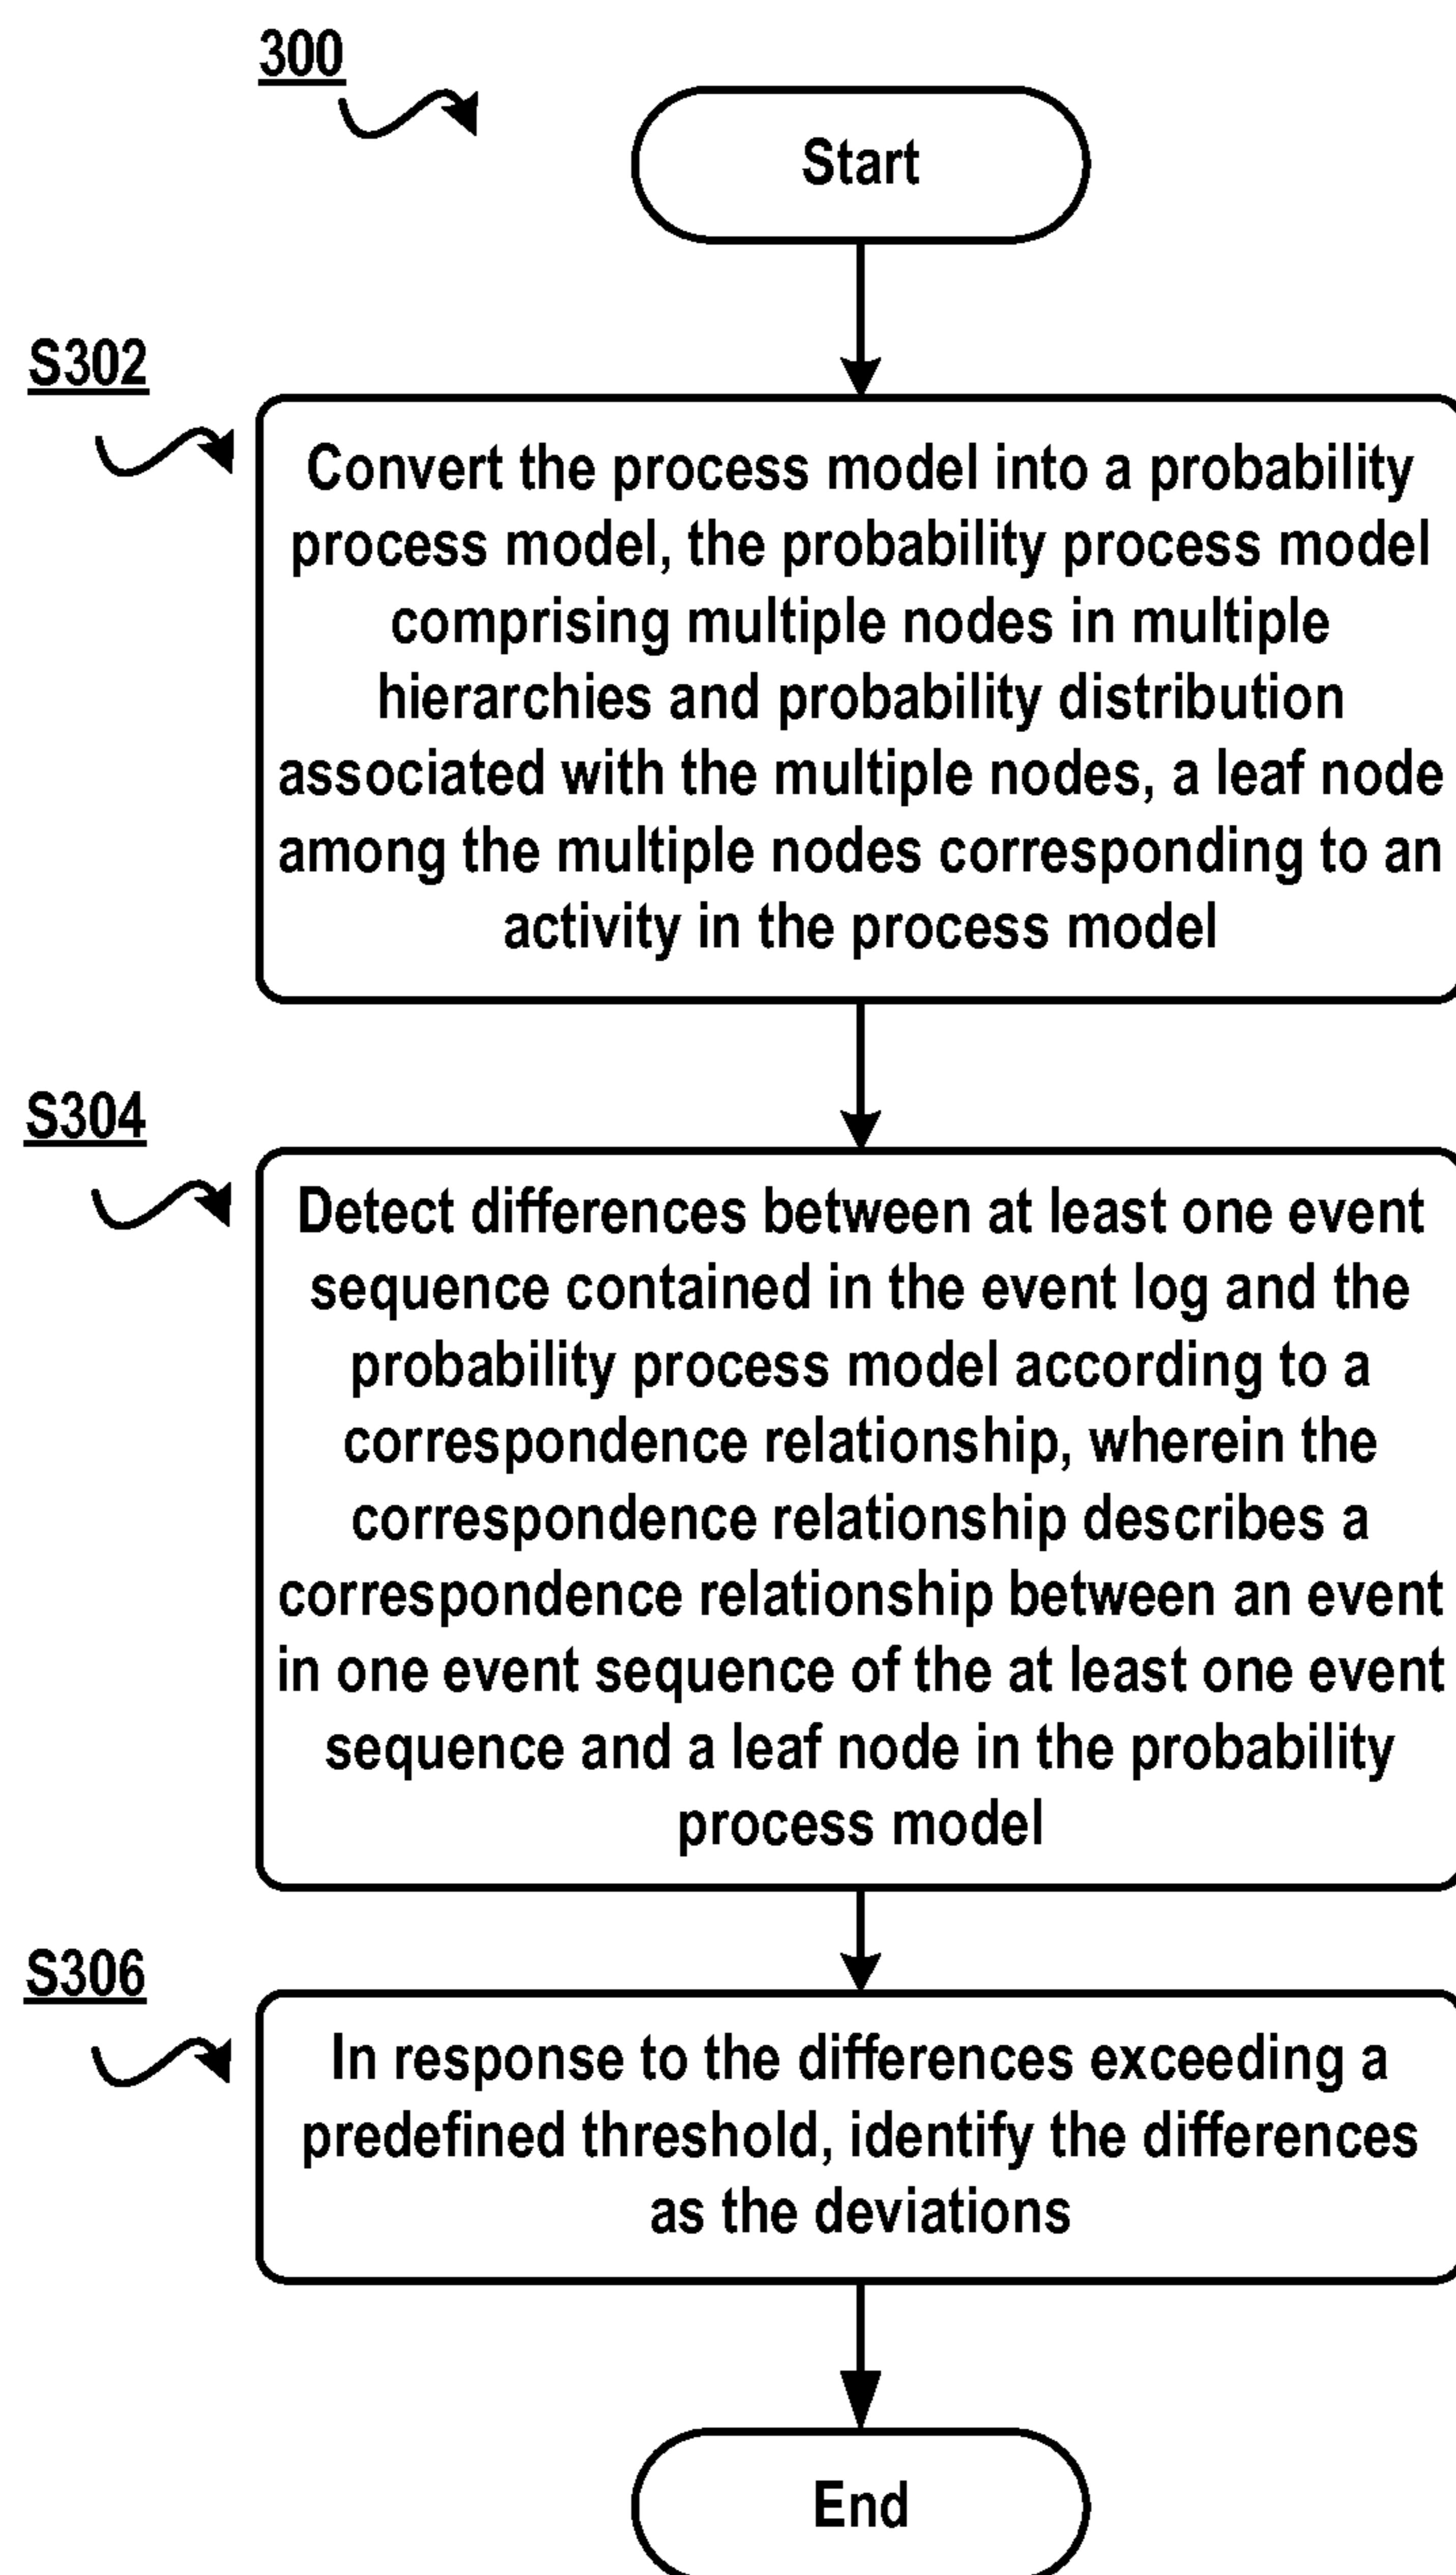 300
Start
S302
Convert the process model into a probability
process model, the probability process model
comprising multiple nodes in multiple
hierarchies and probability distribution
associated with the multiple nodes, a leaf node
among the multiple nodes corresponding to an
activity in the process model
S304
Detect differences between at least one event
sequence contained in the event log and the
probability process model according to a
correspondence relationship, wherein the
correspondence relationship describes a
correspondence relationship between an event
in one event sequence of the at least one event
sequence and a leaf node in the probability
process model
S306
In response to the differences exceeding a
predefined threshold, identify the differences
as the deviations
End